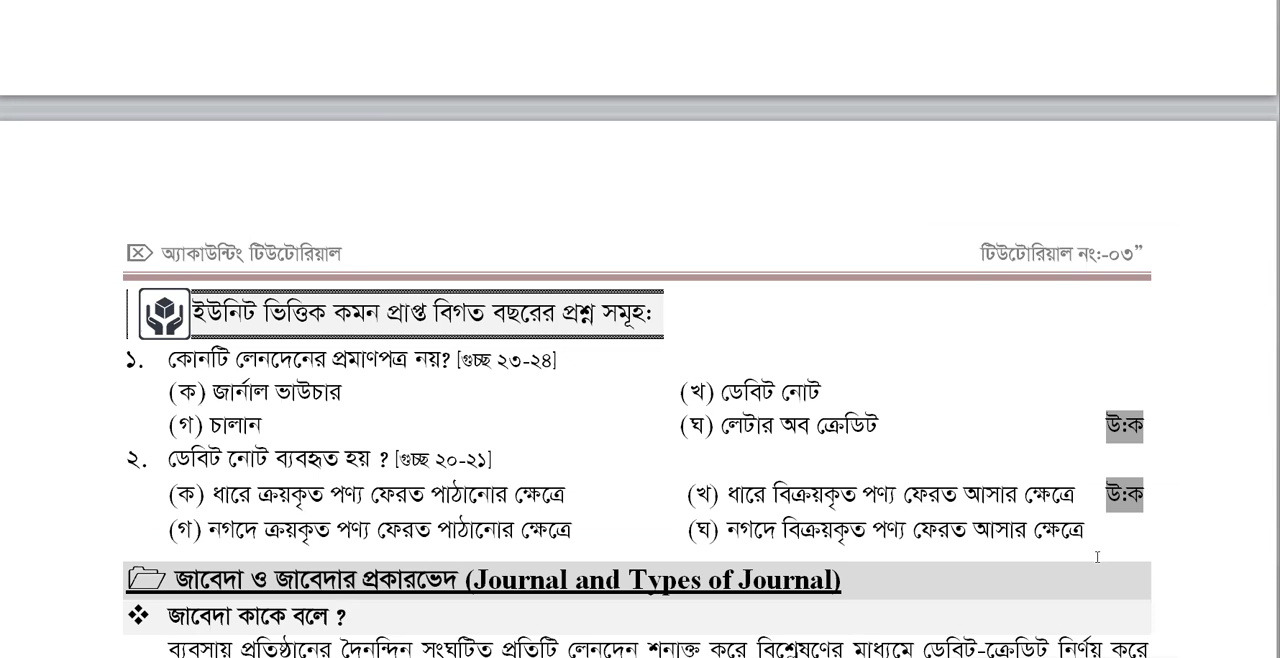 অ্যাকাউন্টিং টিউটোরিয়াল টিউটোরিয়াল নং:-০৩”
ইউনিট ভিত্তিক কমন প্রাপ্ত বিগত বছরের প্রশ্ন সমূহ:
১. কোনটি লেনদেনের প্রমাণপত্র নয়? [গুচ্ছ ২৩-২৪]
(ক) জার্নাল ভাউচার (খ) ডেবিট নোট
(গ) চালান (ঘ) লেটার অব ক্রেডিট উ:ক
২. ডেবিট নোট ব্যবহৃত হয় ? [গুচ্ছ ২০-২১]
(ক) ধারে ক্রয়কৃত পণ্য ফেরত পাঠানোর ক্ষেত্রে (খ) ধারে বিক্রয়কৃত পণ্য ফেরত আসার ক্ষেত্রে উ:ক
(গ) নগদে ক্রয়কৃত পণ্য ফেরত পাঠানোর ক্ষেত্রে (ঘ) নগদে বিক্রয়কৃত পণ্য ফেরত আসার ক্ষেত্রে
জাবেদা ও জাবেদার প্রকারভেদ (Journal and Types of Journal)
❖ জাবেদা কাকে বলে ?
ব্যবসায় প্রতিষ্ঠানের দৈনন্দিন সংঘটিত প্রতিটি লেনদেন শনাক্ত করে বিশ্লেষণের মাধ্যমে ডেবিট-ক্রেডিট নির্ণয় করে